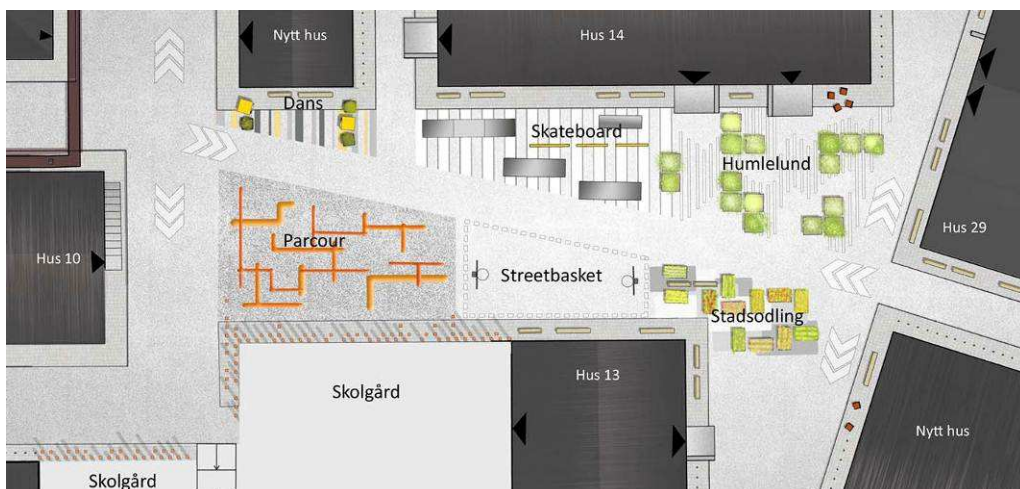 Nytt hus
Hus 14
Dans
Skateboard
Humlelund
Hus 29
Parcour
Hus 10
Streetbasket
Stadsodling
Hus 13
Skolgård
Nytt hus
Skolgård